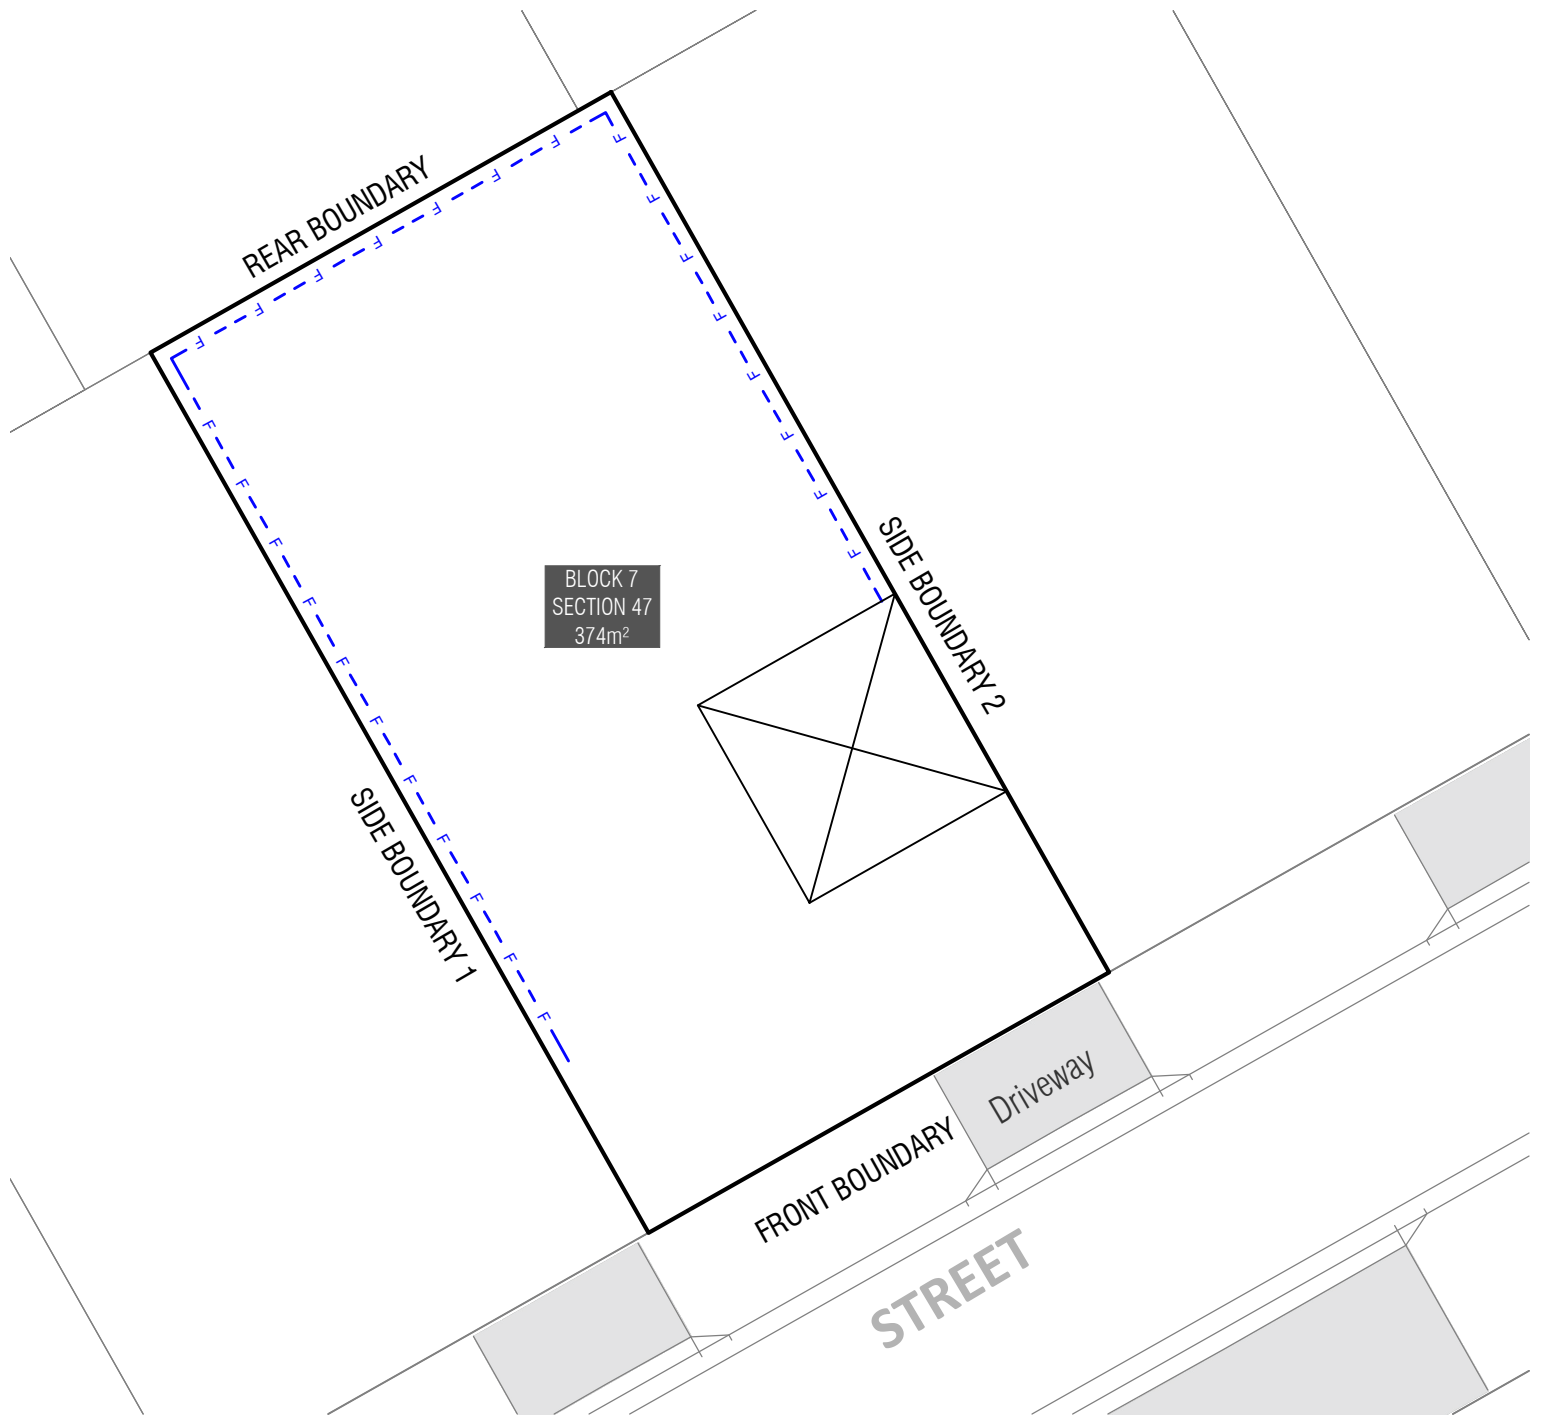 REAR BOUNDARY
F F F F F F F
F F F F F F F F
F F F F F F F F F F F
SIDE BOUNDARY 2
BLOCK 7
SECTION 47
374m²
SIDE BOUNDARY 1
Driveway
FRONT BOUNDARY
STREET